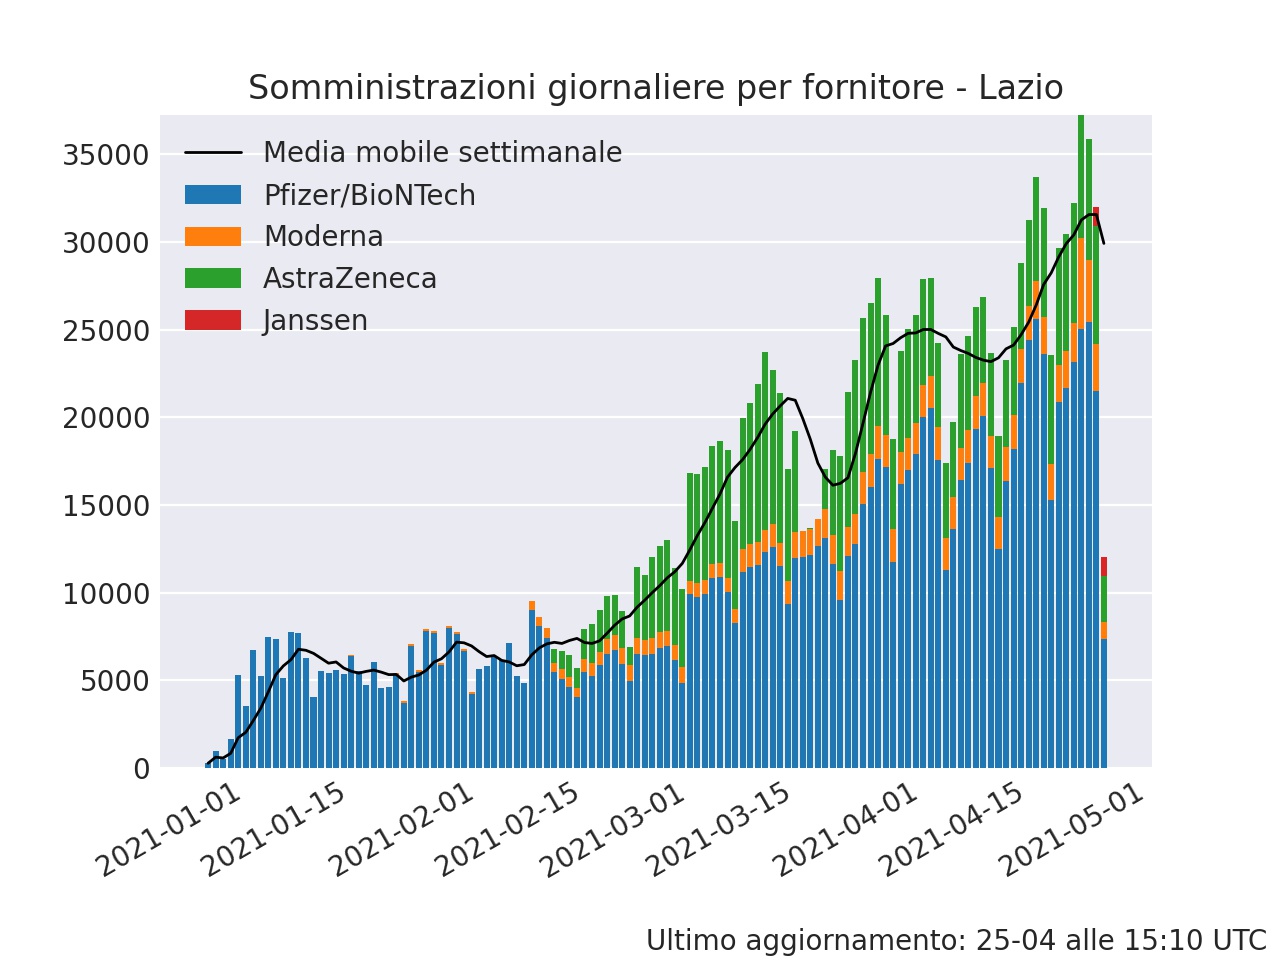 Somministrazioni giornaliere per fornitore - Lazio
Media mobile settimanale
Pfizer/BioNTech
Moderna
AstraZeneca
Janssen
35000
30000
25000
20000
15000
10000
5000
0
2021-01-01
2021-01-15
2021-02-01
2021-02-15
2021-03-01
2021-03-15
2021-04-01
2021-04-15
2021-05-01
Ultimo aggiornamento: 25-04 alle 15:10 UTC